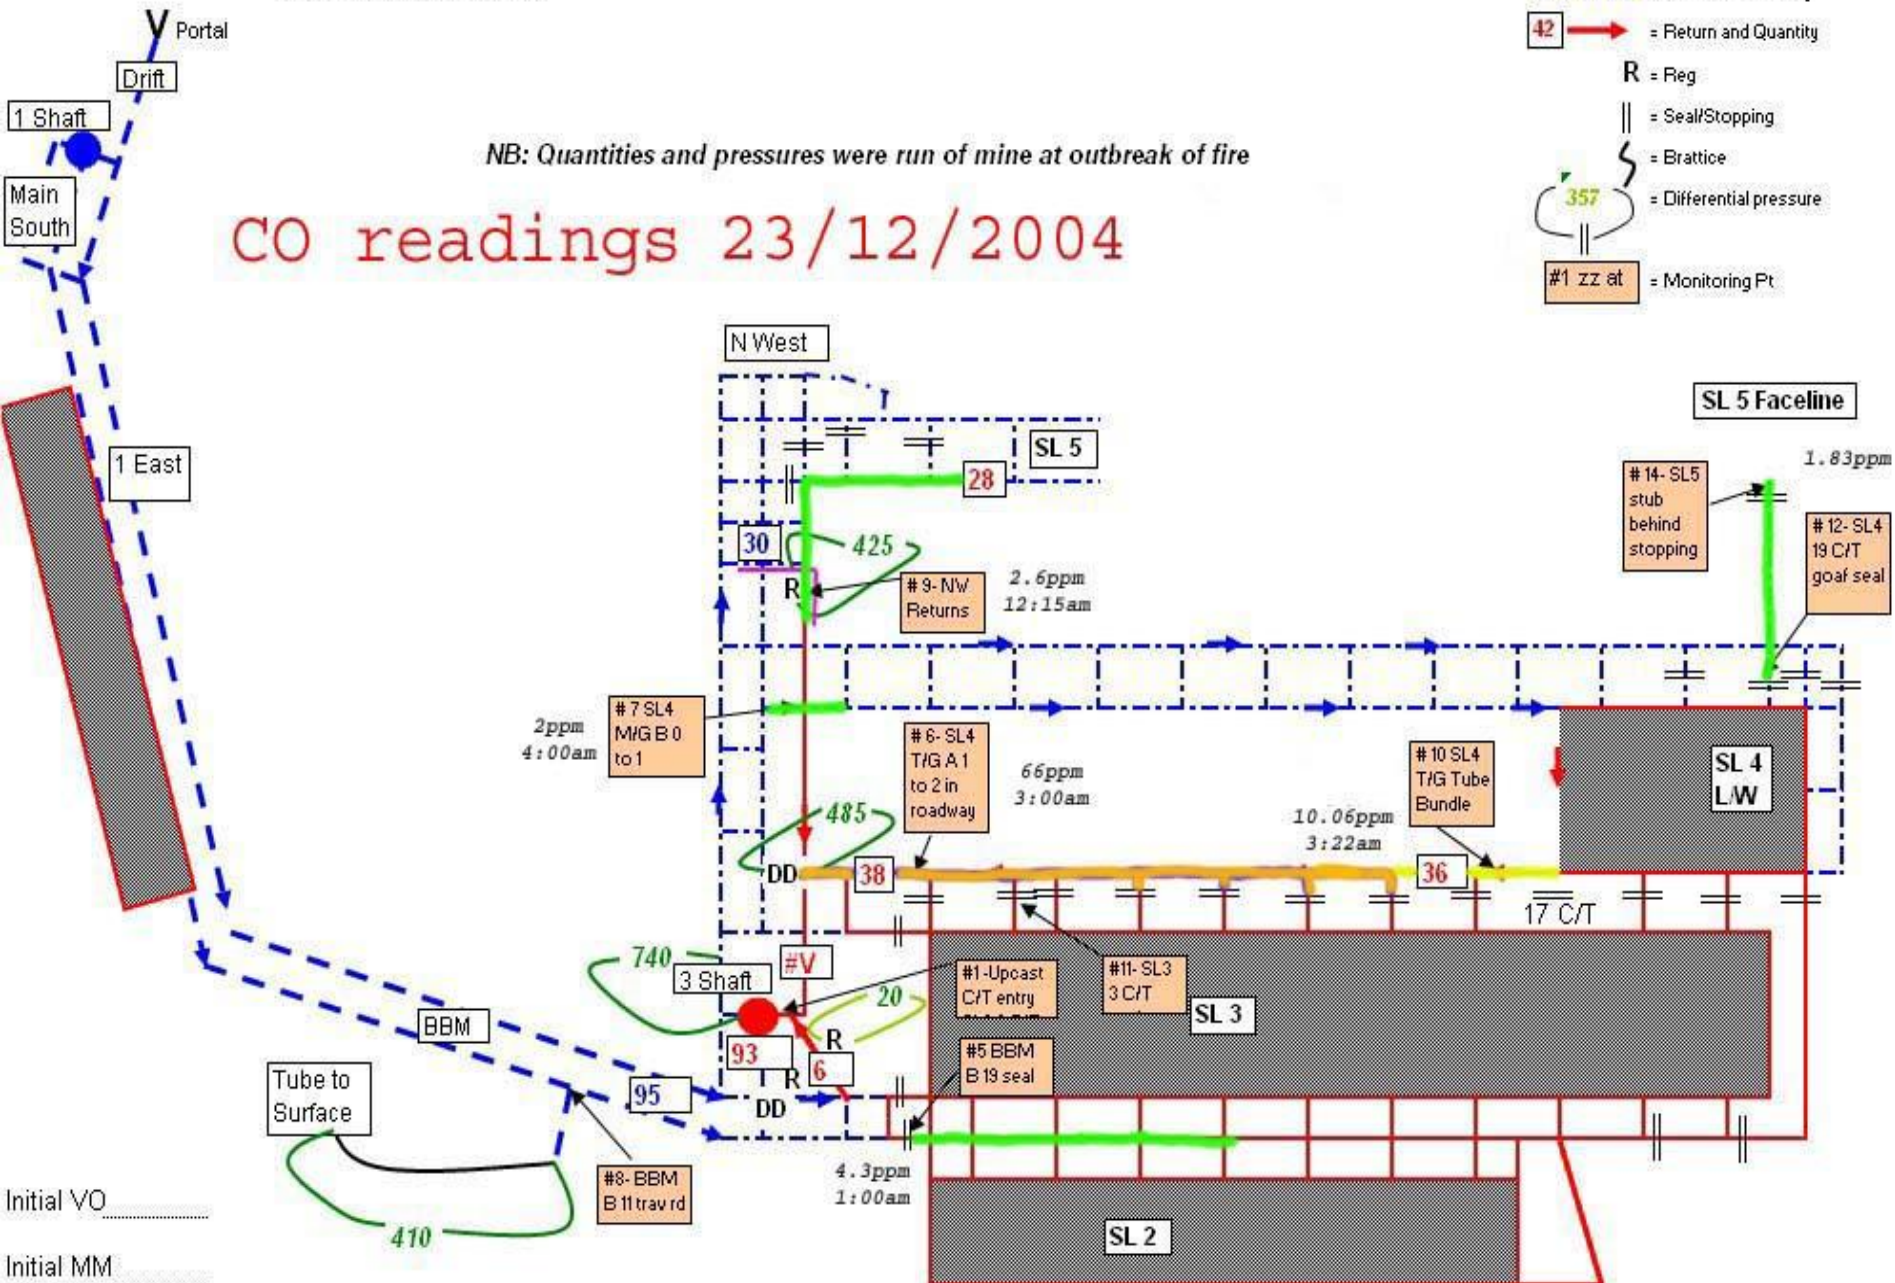 V Portal
Drift
1 Shaft
Main
South
42
= Return and Quantity
R = Reg
= Seal/Stopping
= Brattice
357
= Differential pressure
#1 zz at
= Monitoring Pt
NB: Quantities and pressures were run of mine at outbreak of fire
CO readings 23/12/2004
N West
SL 5 Faceline
SL 5
28
1 East
30
425
R
# 9- NW
Returns
2.6ppm
12:15am
# 14- SL5
stub
behind
stopping
1.83ppm
# 12- SL4
19 C/T
goaf seal
2ppm
4:00am
# 7 SL4
M/G B 0
to 1
# 6- SL4
T/G A 1
to 2 in
roadway
66ppm
3:00am
# 10 SL4
T/G Tube
Bundle
10.06ppm
3:22am
SL 4
L/W
485
DD
38
36
17 C/T
740
3 Shaft
#V
#1-Upcast
C/T entry
#11- SL3
3 C/T
SL 3
20
R
93
6
R
BBM
#5 BBM
B 19 seal
95
DD
Tube to
Surface
#8- BBM
B 11 trav rd
4.3ppm
1:00am
410
SL 2
Initial VO
Initial MM